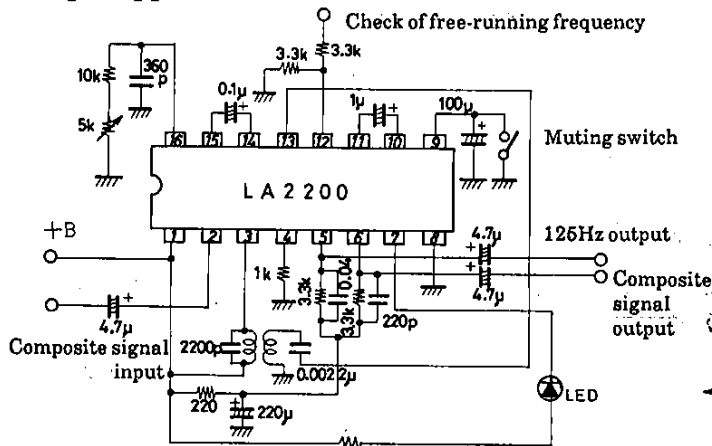 Check of free-running frequency
3.3k
3.3k
10k
360
p
5k
0.1μ
+
1μ
+
100μ
+
Muting switch
16 15 14 13 12 11 10 9
LA2200
1 2 3 4 5 6 7 8
+B
4.7μ
+
Composite signal
input
1k
3.3k
0.04
3.3k
220p
+
4.7μ
125Hz output
+
4.7μ
Composite
signal
output
2200p
0.0022μ
220
+
220μ
LED